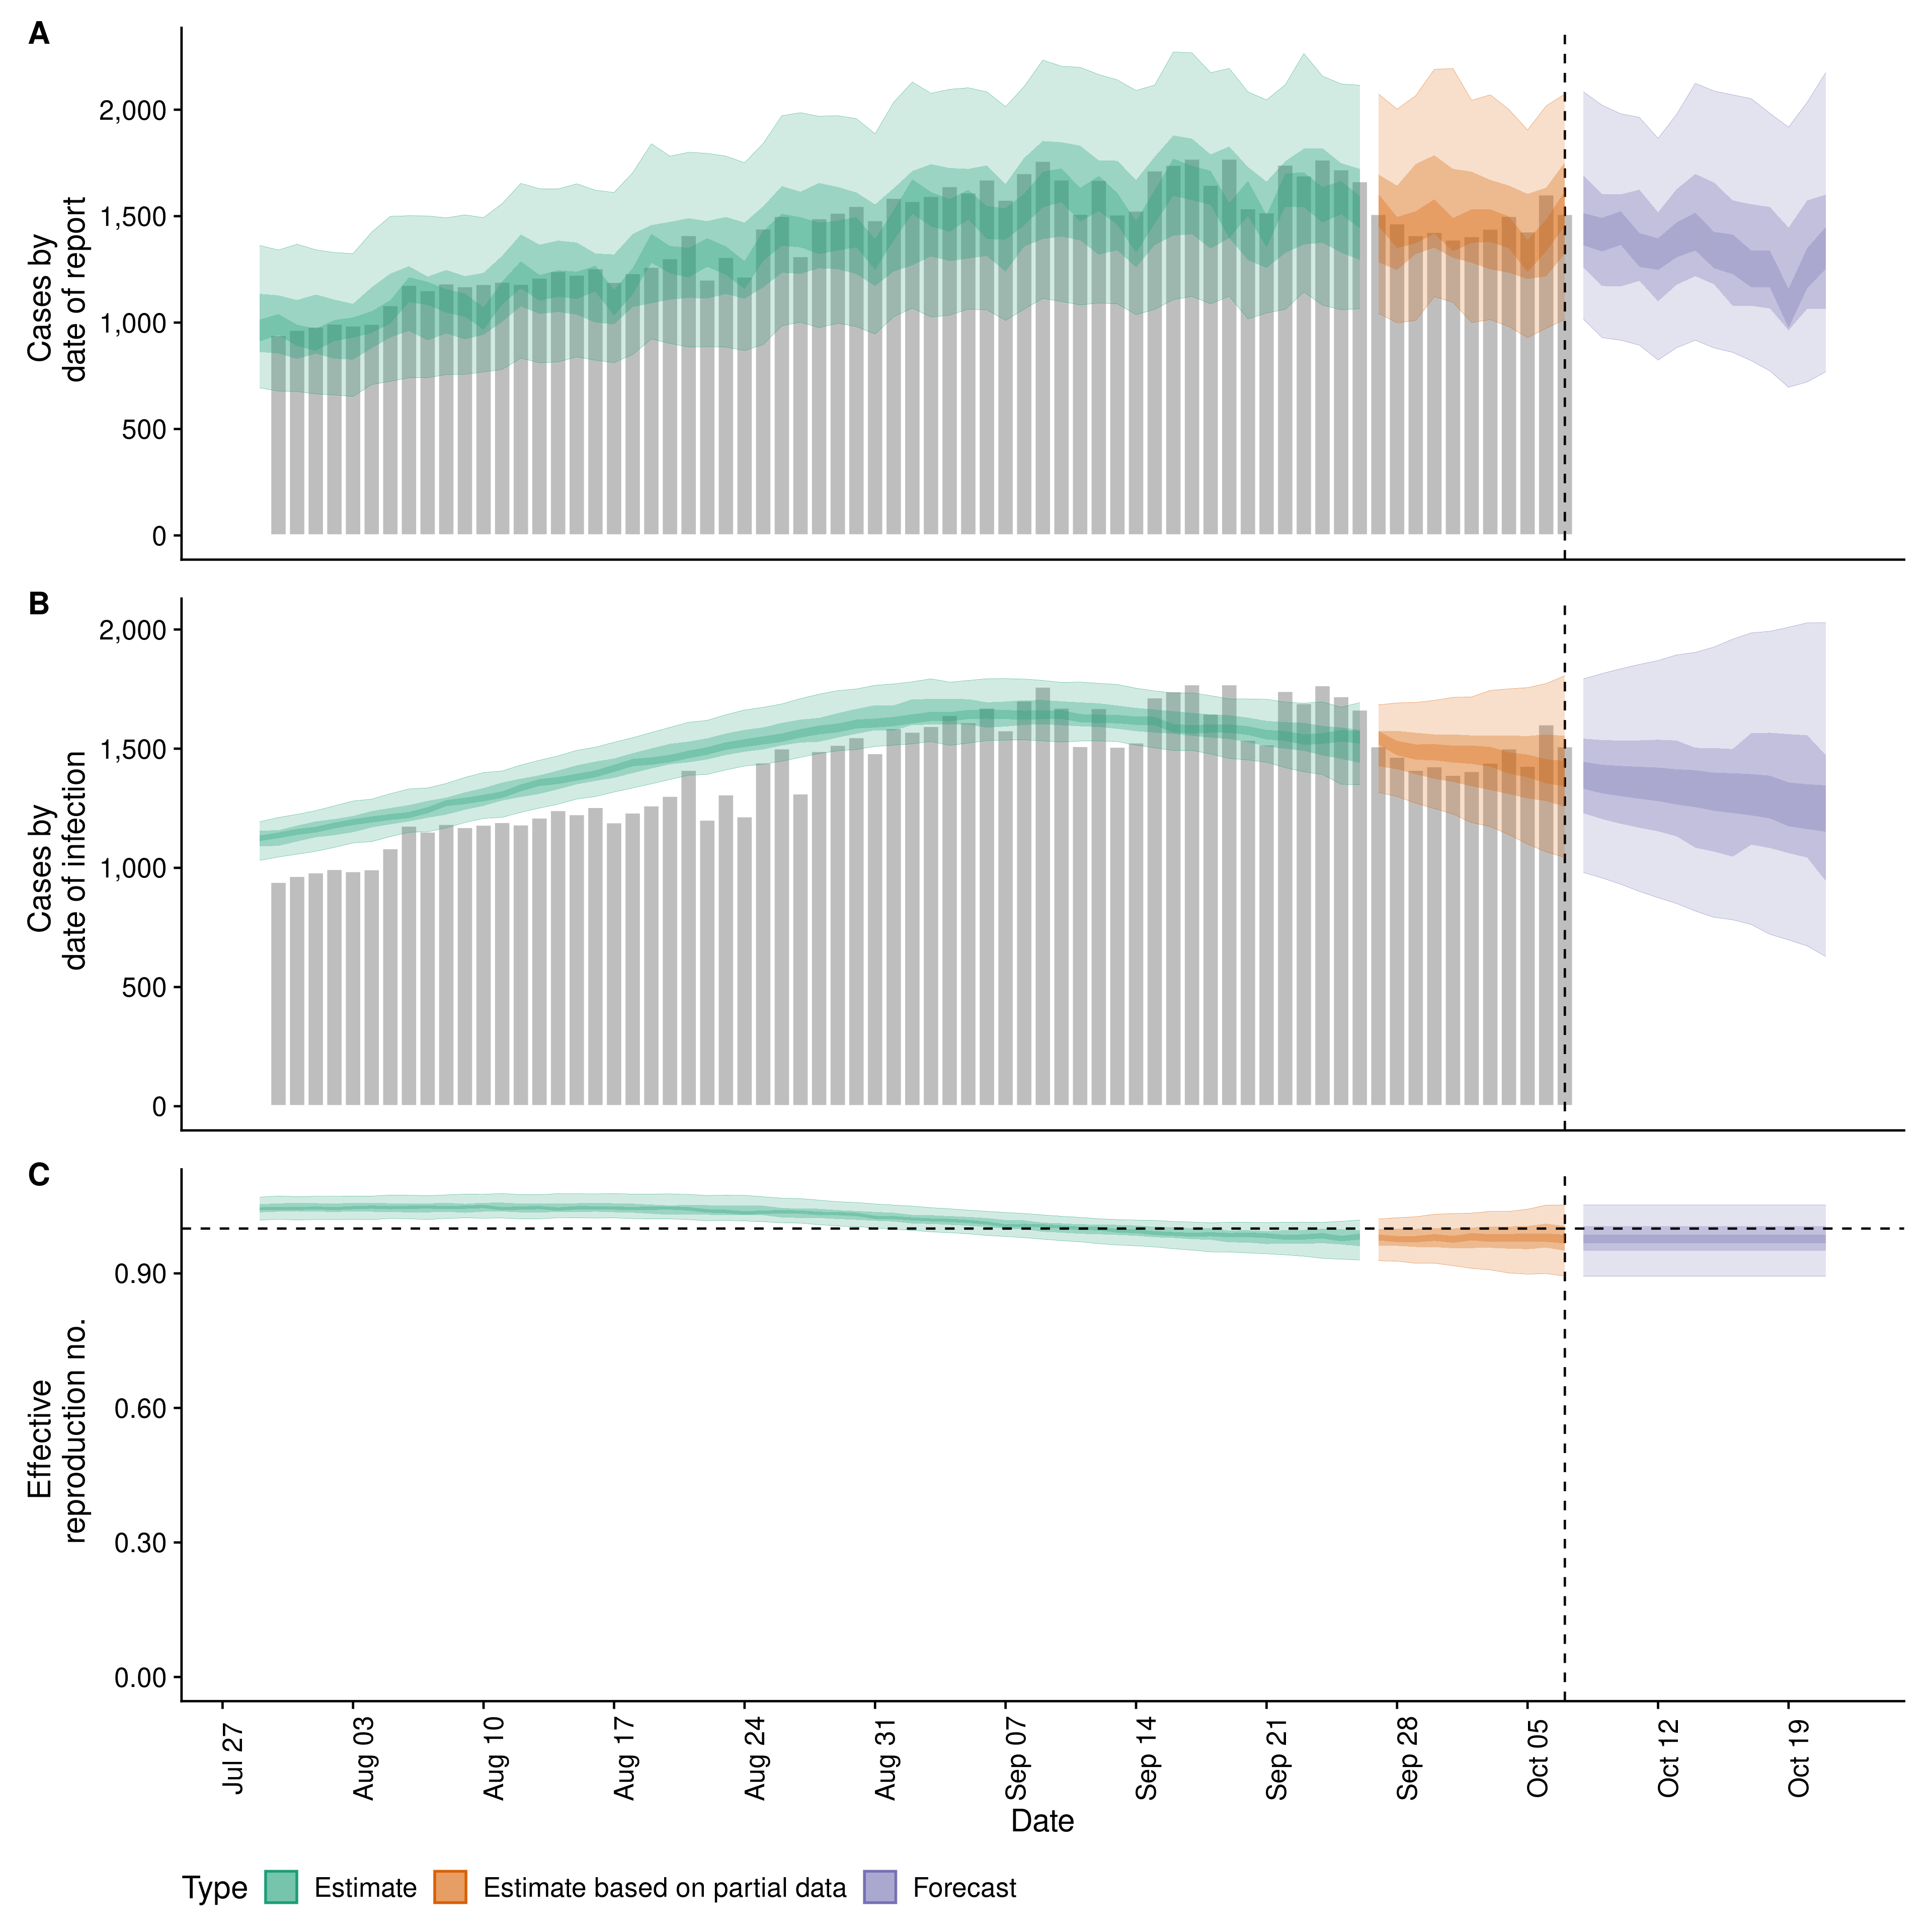 A
Cases by
date of report
2,000
1,500
1,000
500
0
B
Cases by
date of infection
2,000
1,500
1,000
500
0
C
Effective
reproduction no.
0.90
0.60
0.30
0.00
Jul 27
Aug 03
Aug 10
Aug 17
Aug 24
Aug 31
Sep 07
Sep 14
Sep 21
Sep 28
Oct 05
Oct 12
Oct 19
Date
Type Estimate Estimate based on partial data Forecast